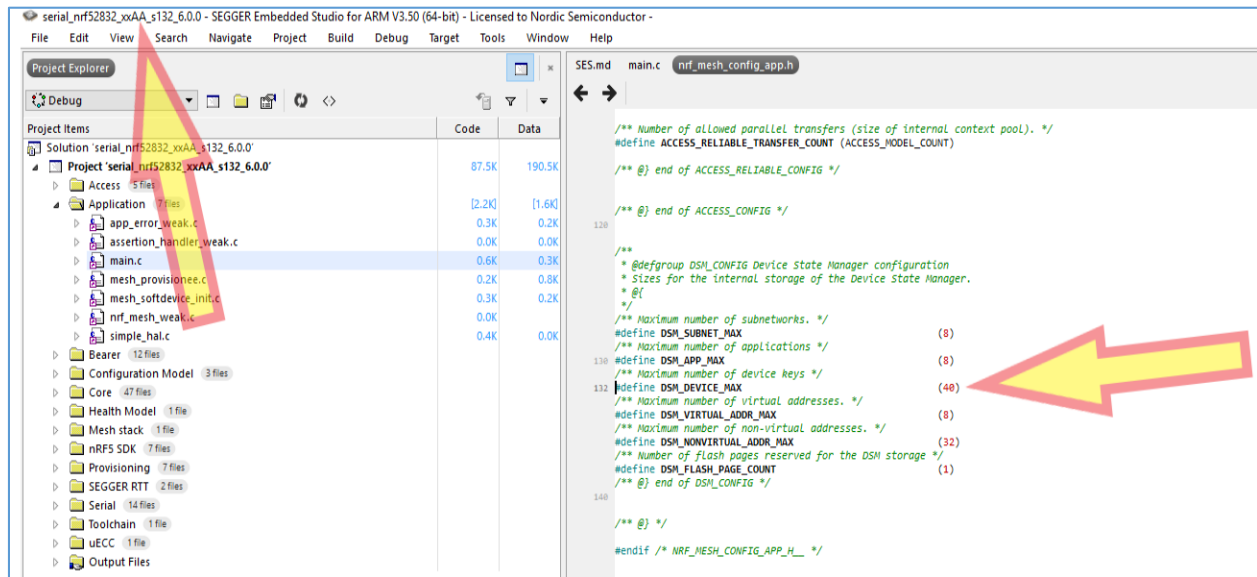 serial_nrf52832_xxAA_s132_6.0.0 - SEGGER Embedded Studio for ARM V3.50 (64-bit) - Licensed to Nordic Semiconductor -
File Edit View Search Navigate Project Build Debug Target Tools Window Help
Project Explorer
Debug
Project Items Code Data
Solution 'serial_nrf52832_xxAA_s132_6.0.0'
Project 'serial_nrf52832_xxAA_s132_6.0.0' 87.5K 190.5K
Access 5 files
Application 7 files [2.2K] [1.6K]
app_error_weak.c 0.3K 0.2K
assertion_handler_weak.c 0.0K 0.0K
main.c 0.6K 0.3K
mesh_provisionee.c 0.2K 0.8K
mesh_softdevice_init.c 0.3K 0.2K
nrf_mesh_weak.c 0.0K
simple_hal.c 0.4K 0.0K
Bearer 12 files
Configuration Model 3 files
Core 47 files
Health Model 1 file
Mesh stack 1 file
nRF5 SDK 7 files
Provisioning 7 files
SEGGER RTT 2 files
Serial 14 files
Toolchain 1 file
uECC 1 file
Output Files
SES.md main.c nrf_mesh_config_app.h
/** Number of allowed parallel transfers (size of internal context pool). */
#define ACCESS_RELIABLE_TRANSFER_COUNT (ACCESS_MODEL_COUNT)
/** @} end of ACCESS_RELIABLE_CONFIG */
/** @} end of ACCESS_CONFIG */
120
/**
* @defgroup DSM_CONFIG Device State Manager configuration
* Sizes for the internal storage of the Device State Manager.
* @{
*/
/** Maximum number of subnetworks. */
#define DSM_SUBNET_MAX (8)
/** Maximum number of applications */
130 #define DSM_APP_MAX (8)
/** Maximum number of device keys */
132 #define DSM_DEVICE_MAX (40)
/** Maximum number of virtual addresses. */
#define DSM_VIRTUAL_ADDR_MAX (8)
/** Maximum number of non-virtual addresses. */
#define DSM_NONVIRTUAL_ADDR_MAX (32)
/** Number of flash pages reserved for the DSM storage */
#define DSM_FLASH_PAGE_COUNT (1)
/** @} end of DSM_CONFIG */
140
/** @} */
#endif /* NRF_MESH_CONFIG_APP_H__ */